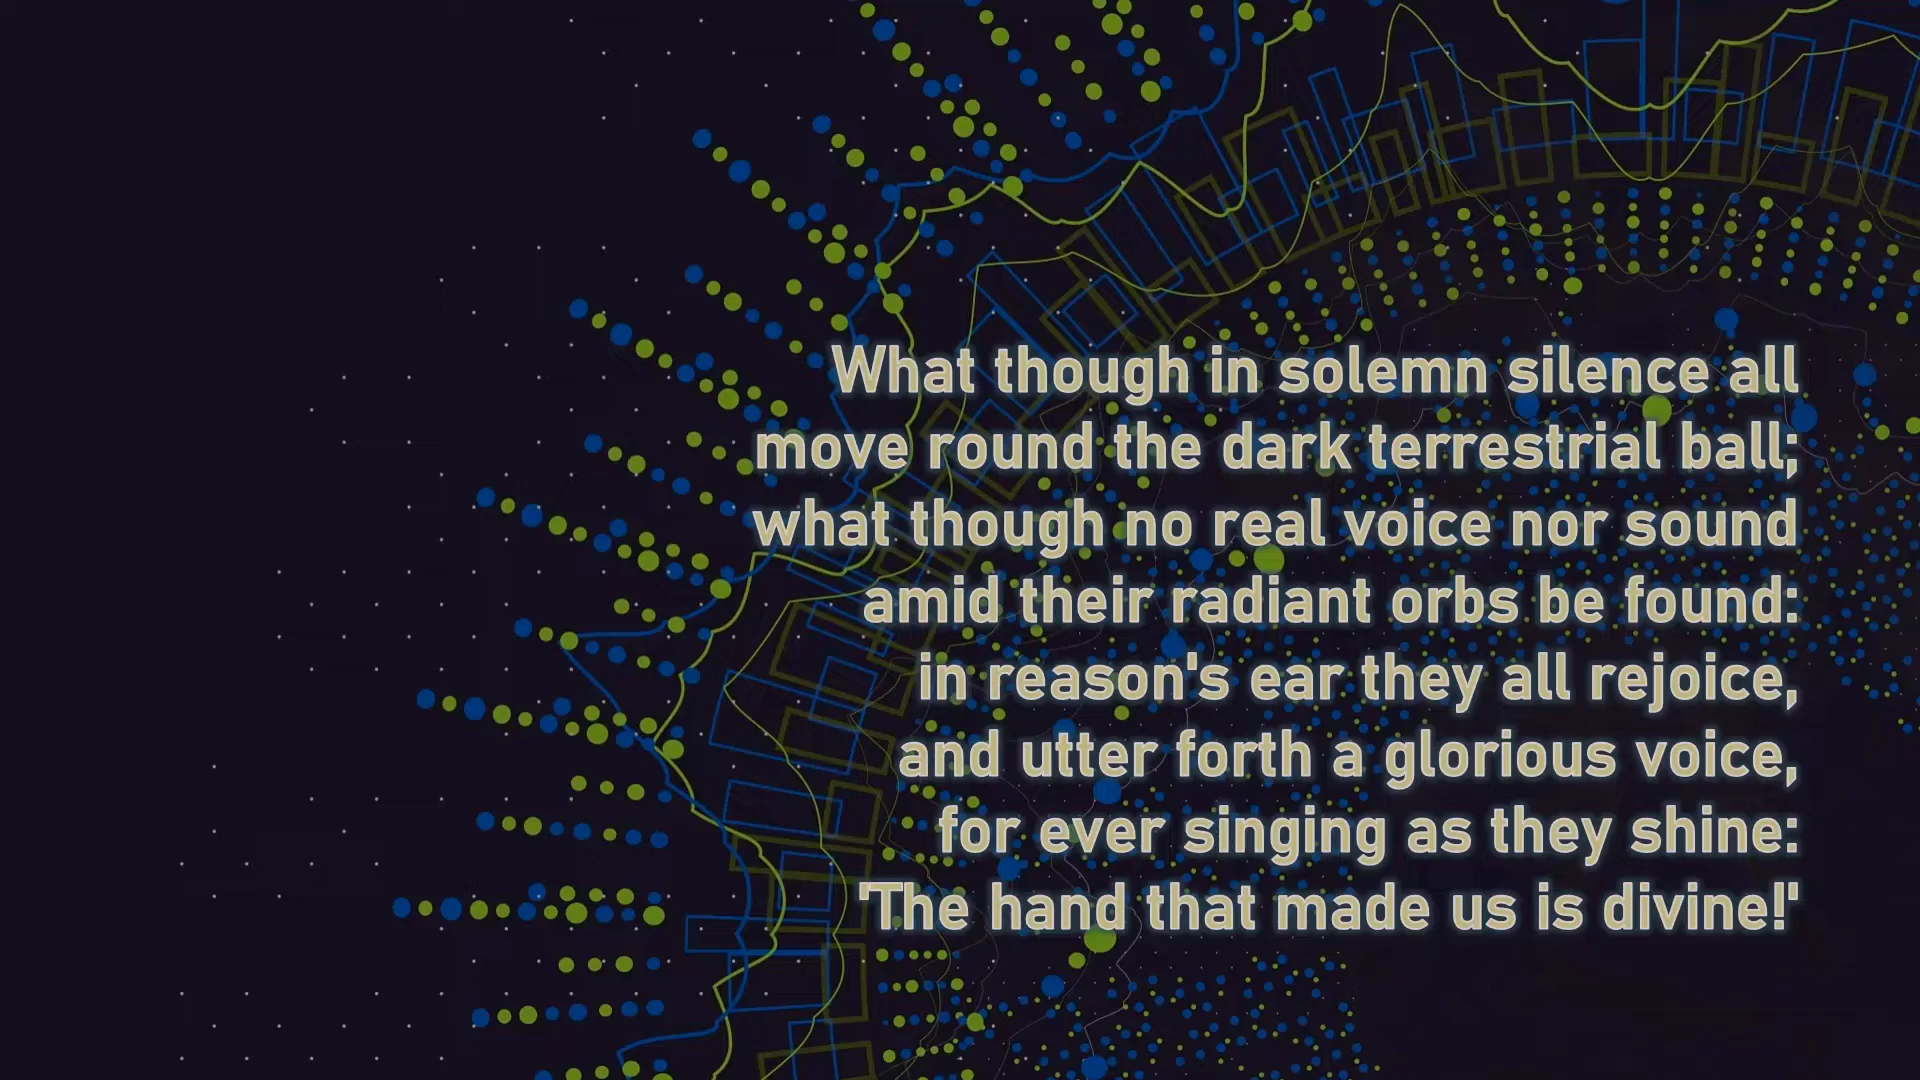 What though in solemn silence all
move round the dark terrestrial ball;
what though no real voice nor sound
amid their radiant orbs be found:
in reason's ear they all rejoice,
and utter forth a glorious voice,
for ever singing as they shine:
'The hand that made us is divine!'